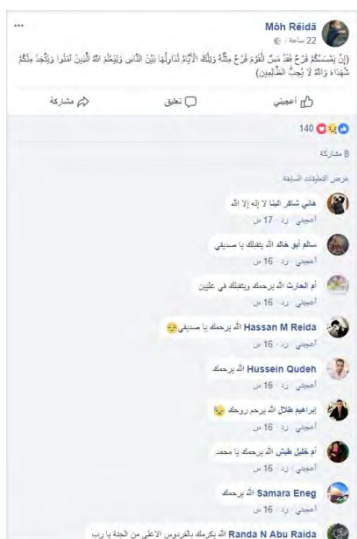 Mòh Rëidà
22 ساعة
(إِنْ يَمْسَسْكُمْ قَرْحٌ فَقَدْ مَسَّ الْقَوْمَ قَرْحٌ مِثْلُهُ وَتِلْكَ الْأَيَّامُ نُدَاوِلُهَا بَيْنَ النَّاسِ وَلِيَعْلَمَ اللَّهُ الَّذِينَ آمَنُوا وَيَتَّخِذَ مِنْكُمْ
شُهَدَاءَ وَاللَّهُ لَا يُحِبُّ الظَّالِمِينَ)
أعجبني تعليق مشاركة
140
8 مشاركة
عرض التعليقات السابقة
هاني شاكر البنا لا إله إلا الله
أعجبني · رد · 17 س
سالم أبو خالد الله يتقبلك يا صديقي
أعجبني · رد · 16 س
أم الحارث الله يرحمك ويتقبلك في عليين
أعجبني · رد · 16 س
Hassan M Reida الله يرحمك يا صديقي😔
أعجبني · رد · 16 س
Hussein Qudeh الله يرحمك
أعجبني · رد · 16 س
إبراهيم طلال الله يرحم روحك 😢
أعجبني · رد · 16 س
أم خليل طبش الله يرحمك يا محمد
أعجبني · رد · 16 س
Samara Eneg الله يرحمك
أعجبني · رد · 16 س
Randa N Abu Raida الله يكرمك بالفردوس الاعلى من الجنة يا رب